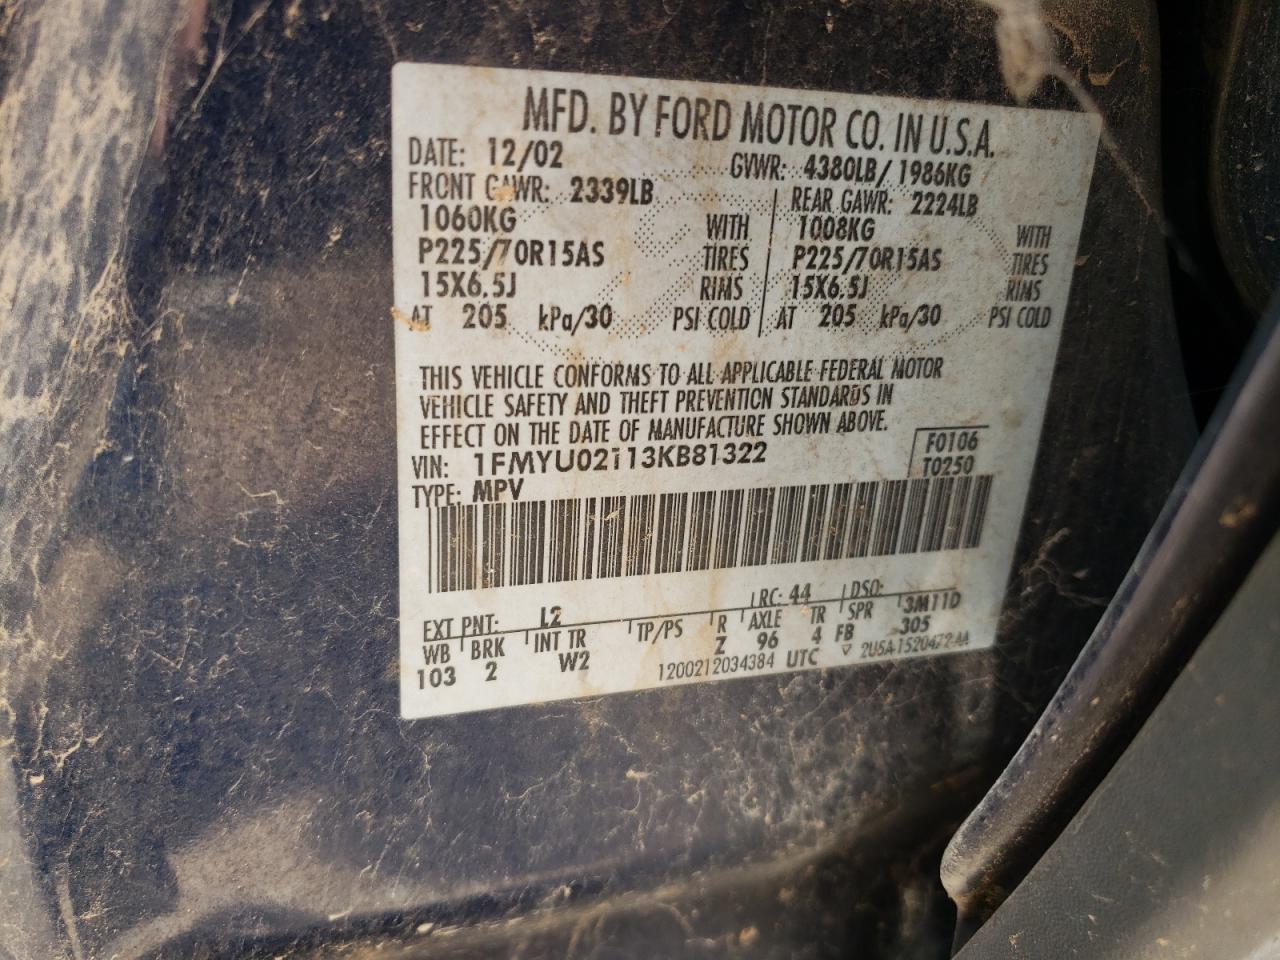 MFD. BY FORD MOTOR CO. IN U.S.A.
DATE: 12/02 GVWR: 4380LB/ 1986KG
FRONT GAWR: 2339LB REAR GAWR: 2224LB
1060KG WITH 1008KG WITH
P225/70R15AS TIRES P225/70R15AS TIRES
15X6.5J RIMS 15X6.5J RIMS
AT 205 kPa/30 PSI COLD AT 205 kPa/30 PSI COLD
THIS VEHICLE CONFORMS TO ALL APPLICABLE FEDERAL MOTOR
VEHICLE SAFETY AND THEFT PREVENTION STANDARDS IN
EFFECT ON THE DATE OF MANUFACTURE SHOWN ABOVE.
VIN: 1FMYU02113KB81322 F0106
TYPE: MPV T0250
EXT PNT: L2 RC: 44 DSO:
WB BRK INT TR TP/PS R AXLE TR SPR 3M11D
103 2 W2 Z 96 4 FB 305
1200212034384 UTC ▽ 2U5A-1520472-AA